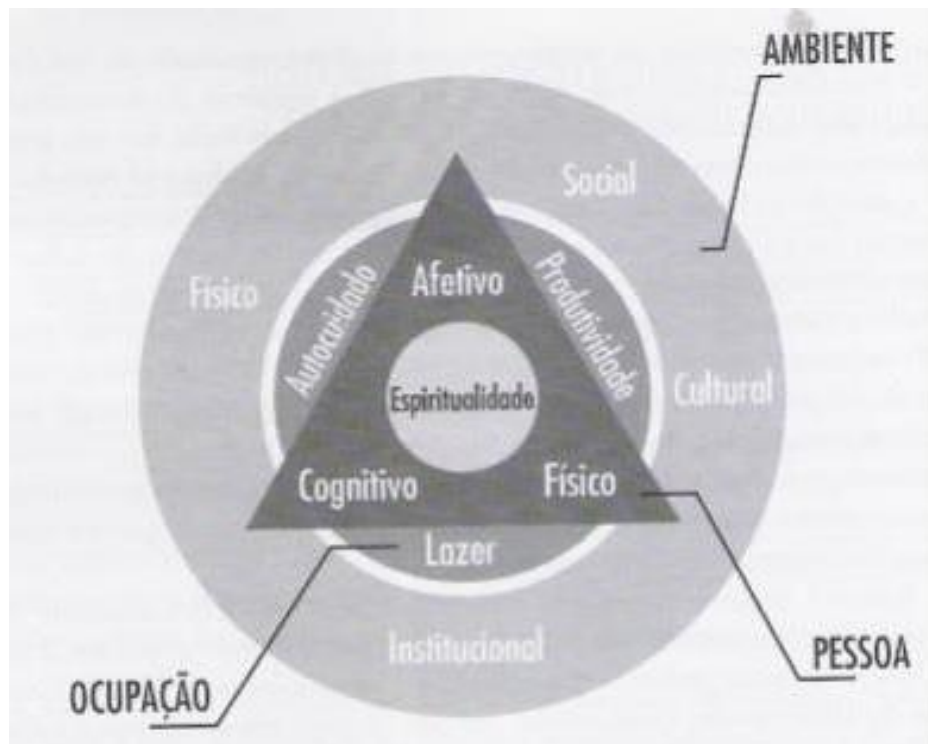 AMBIENTE
Social
Físico
Autocuidado
Afetivo
Produtividade
Espiritualidade
Cultural
Cognitivo
Físico
Lazer
Institucional
PESSOA
OCUPAÇÃO